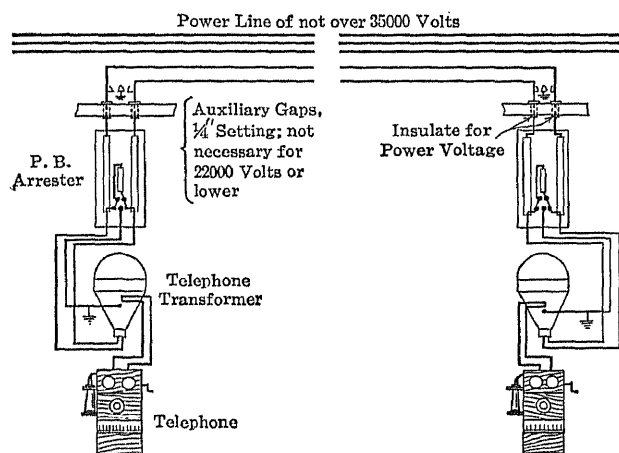 Power Line of not over 35000 Volts
Auxiliary Gaps,
¼" Setting; not
necessary for
22000 Volts or
lower
Insulate for
Power Voltage
P. B.
Arrester
Telephone
Transformer
Telephone